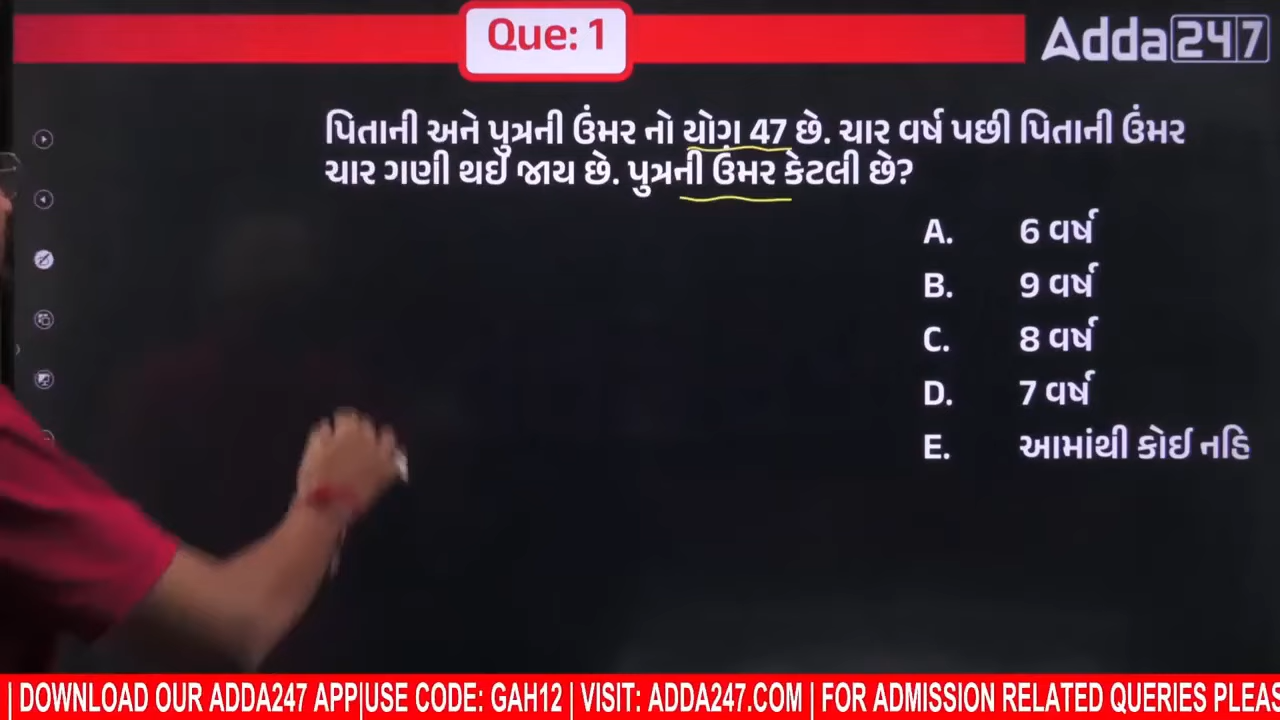 Que: 1
Adda247
પિતાની અને પુત્રની ઉંમર નો યોગ 47 છે. ચાર વર્ષ પછી પિતાની ઉંમર
ચાર ગણી થઈ જાય છે. પુત્રની ઉંમર કેટલી છે?
A. 6 વર્ષ
B. 9 વર્ષ
C. 8 વર્ષ
D. 7 વર્ષ
E. આમાંથી કોઈ નહિ
| DOWNLOAD OUR ADDA247 APP|USE CODE: GAH12 | VISIT: ADDA247.COM | FOR ADMISSION RELATED QUERIES